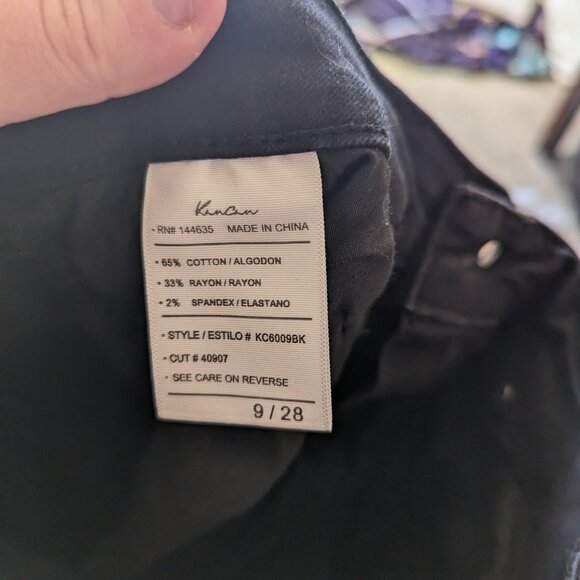 KanCan
• RN# 144635 MADE IN CHINA
• 65% COTTON / ALGODON
• 33% RAYON / RAYON
• 2% SPANDEX / ELASTANO
• STYLE / ESTILO # KC6009BK
• CUT # 40907
• SEE CARE ON REVERSE
9 / 28